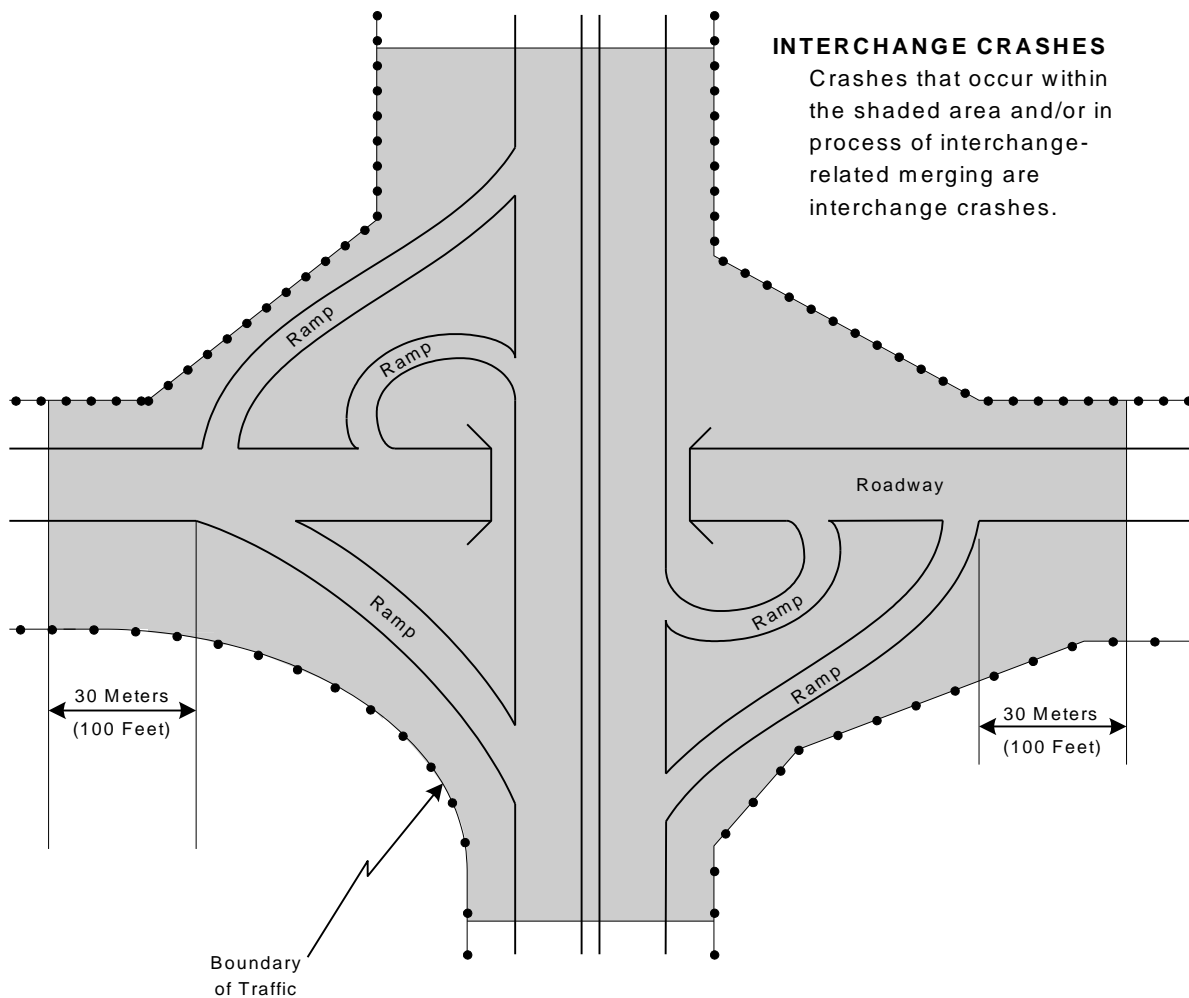 INTERCHANGE CRASHES
Crashes that occur within
the shaded area and/or in
process of interchange-
related merging are
interchange crashes.
Ramp
Ramp
Roadway
Ramp
Ramp
Ramp
30 Meters
(100 Feet)
30 Meters
(100 Feet)
Boundary
of Traffic